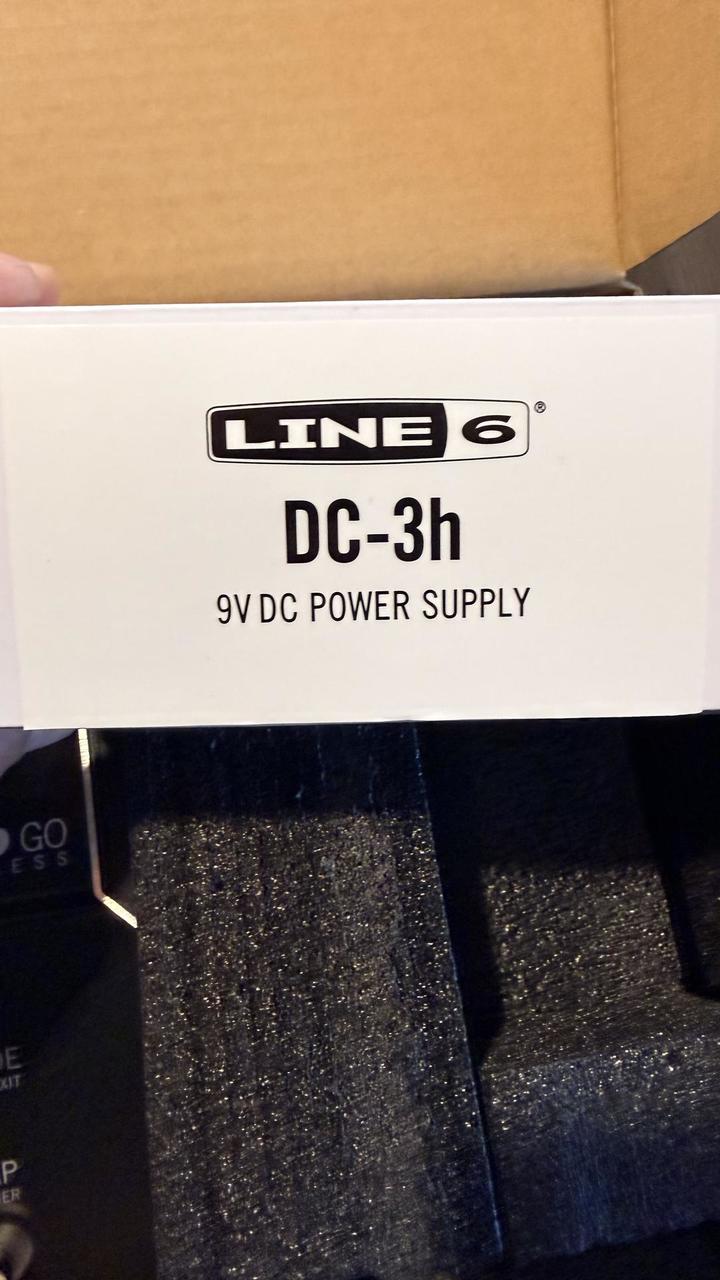 LINE 6®
DC-3h
9V DC POWER SUPPLY
GO